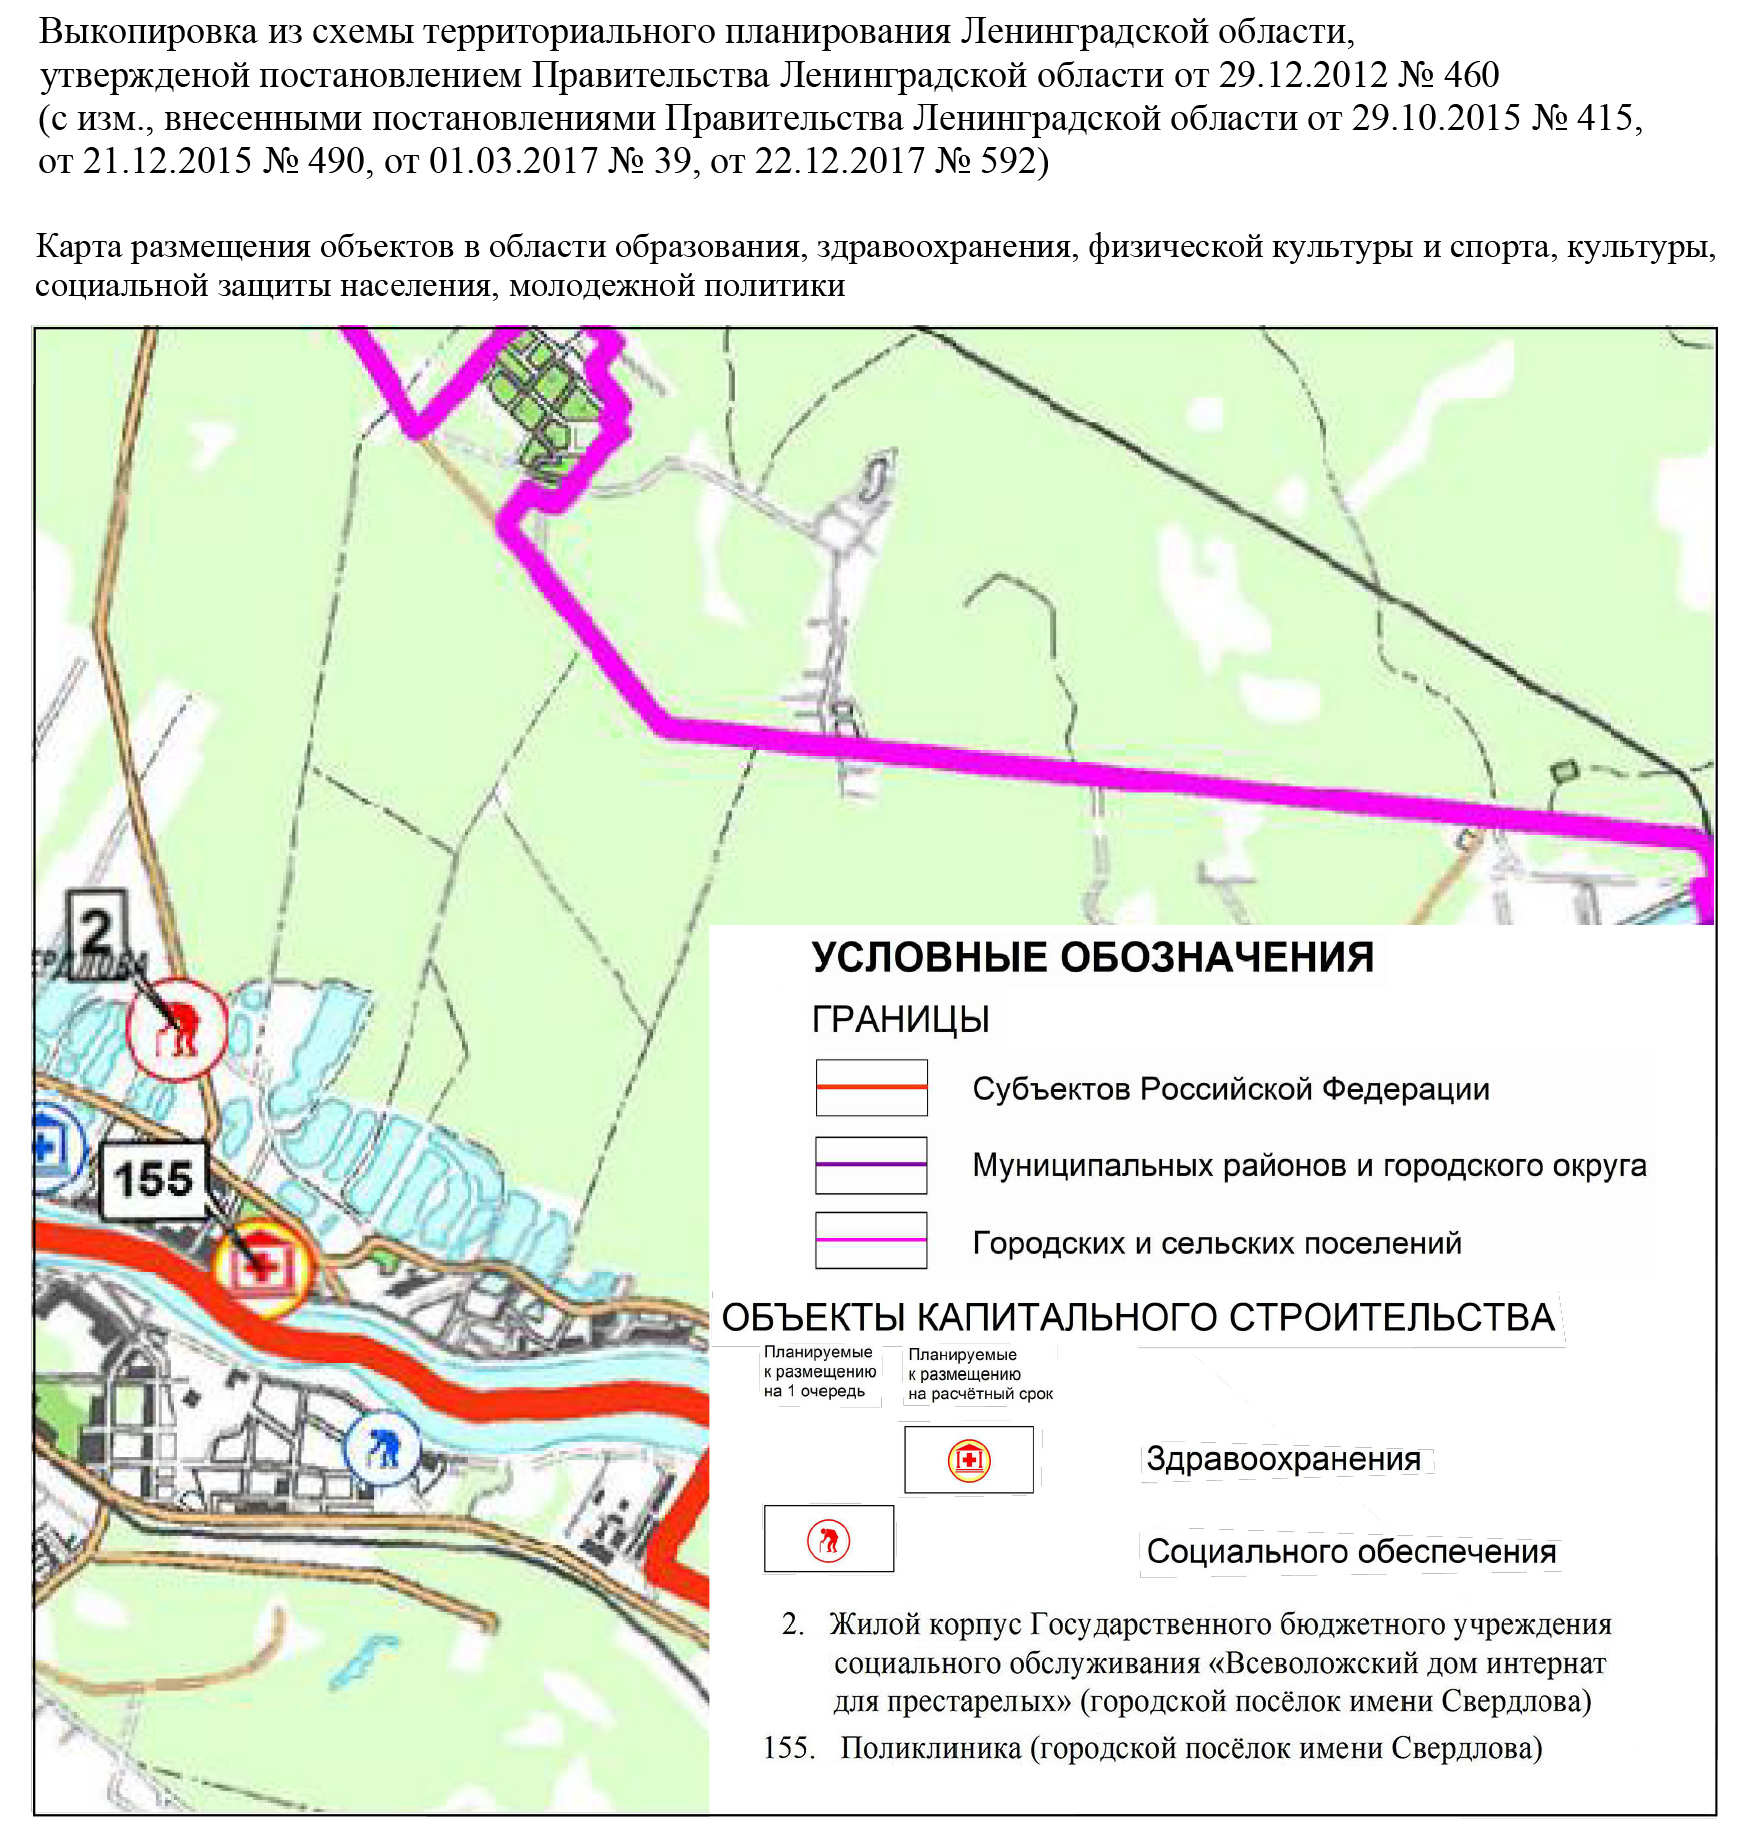 Выкопировка из схемы территориального планирования Ленинградской области,
утвержденой постановлением Правительства Ленинградской области от 29.12.2012 № 460
(с изм., внесенными постановлениями Правительства Ленинградской области от 29.10.2015 № 415,
от 21.12.2015 № 490, от 01.03.2017 № 39, от 22.12.2017 № 592)
Карта размещения объектов в области образования, здравоохранения, физической культуры и спорта, культуры,
социальной защиты населения, молодежной политики
2
155
УСЛОВНЫЕ ОБОЗНАЧЕНИЯ
ГРАНИЦЫ
Субъектов Российской Федерации
Муниципальных районов и городского округа
Городских и сельских поселений
ОБЪЕКТЫ КАПИТАЛЬНОГО СТРОИТЕЛЬСТВА
Планируемые
к размещению
на 1 очередь
Планируемые
к размещению
на расчётный срок
Здравоохранения
Социального обеспечения
2. Жилой корпус Государственного бюджетного учреждения
социального обслуживания «Всеволожский дом интернат
для престарелых» (городской посёлок имени Свердлова)
155. Поликлиника (городской посёлок имени Свердлова)